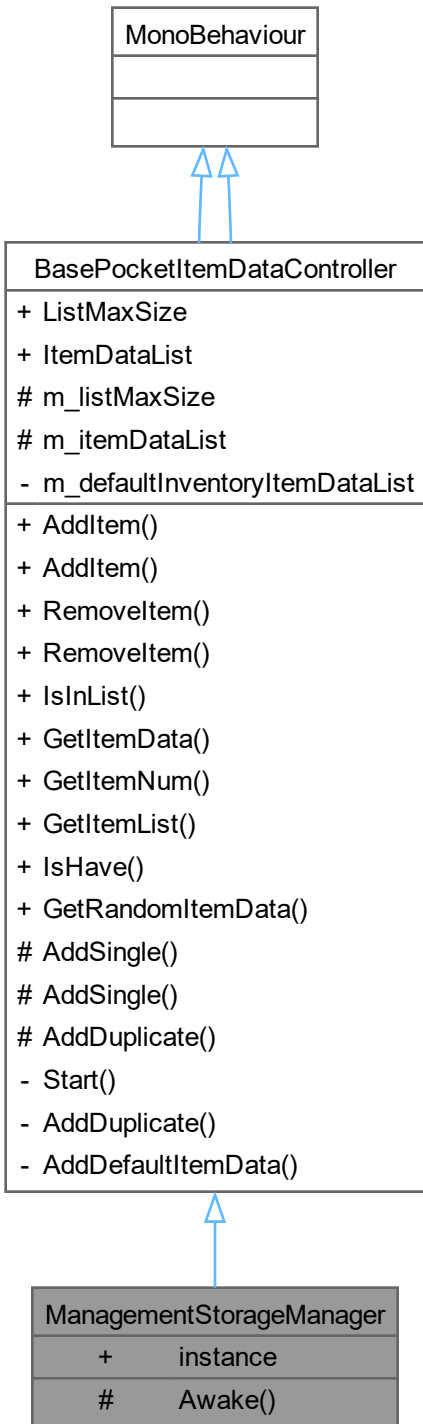 MonoBehaviour
BasePocketItemDataController
+ ListMaxSize
+ ItemDataList
# m_listMaxSize
# m_itemDataList
- m_defaultInventoryItemDataList
+ AddItem()
+ AddItem()
+ RemoveItem()
+ RemoveItem()
+ IsInList()
+ GetItemData()
+ GetItemNum()
+ GetItemList()
+ IsHave()
+ GetRandomItemData()
# AddSingle()
# AddSingle()
# AddDuplicate()
- Start()
- AddDuplicate()
- AddDefaultItemData()
ManagementStorageManager
+ instance
# Awake()